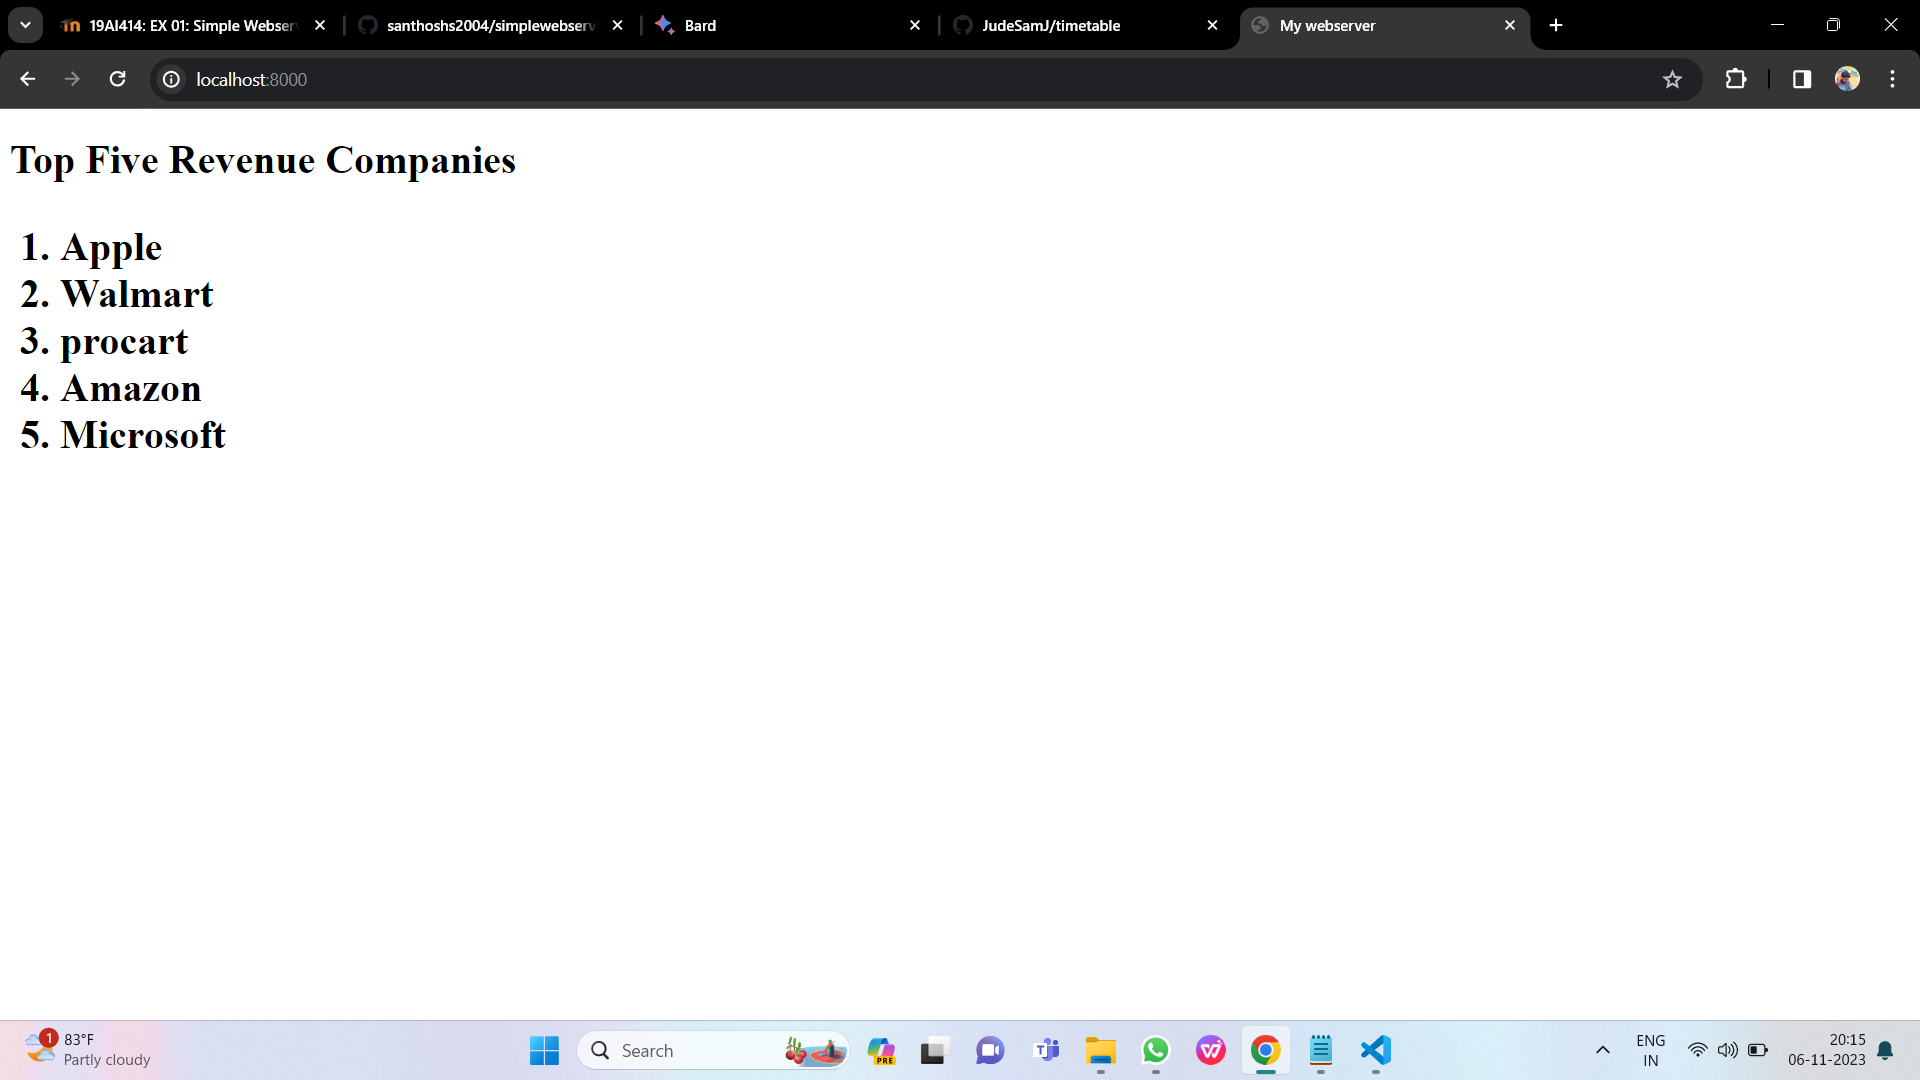 19AI414: EX 01: Simple Webserv
santhoshs2004/simplewebserv
Bard
JudeSamJ/timetable
My webserver
localhost:8000
Top Five Revenue Companies
1. Apple
2. Walmart
3. procart
4. Amazon
5. Microsoft
1
83°F
Partly cloudy
Search
PRE
ENG
IN
20:15
06-11-2023